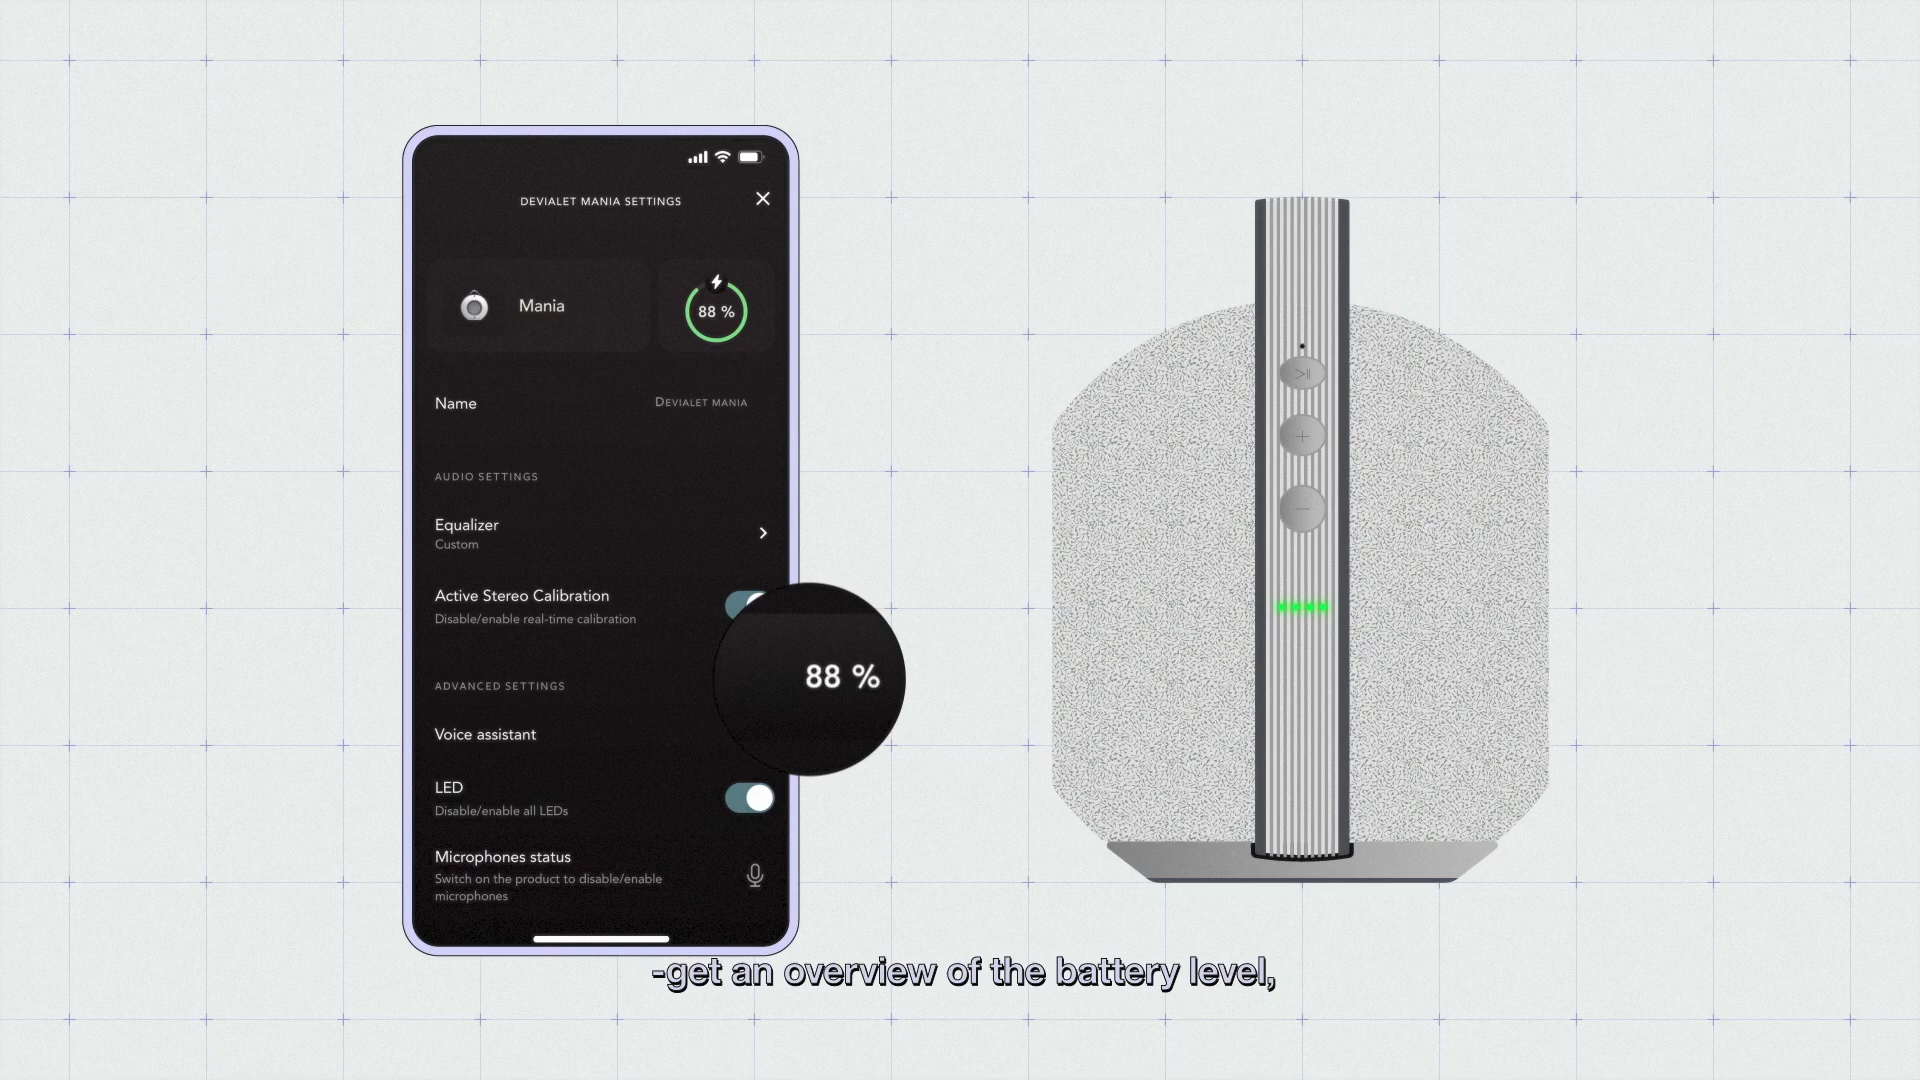 DEVIALET MANIA SETTINGS
Mania
88 %
Name
DEVIALET MANIA
AUDIO SETTINGS
Equalizer
Custom
Active Stereo Calibration
Disable/enable real-time calibration
88 %
ADVANCED SETTINGS
Voice assistant
LED
Disable/enable all LEDs
Microphones status
Switch on the product to disable/enable
microphones
-get an overview of the battery level,